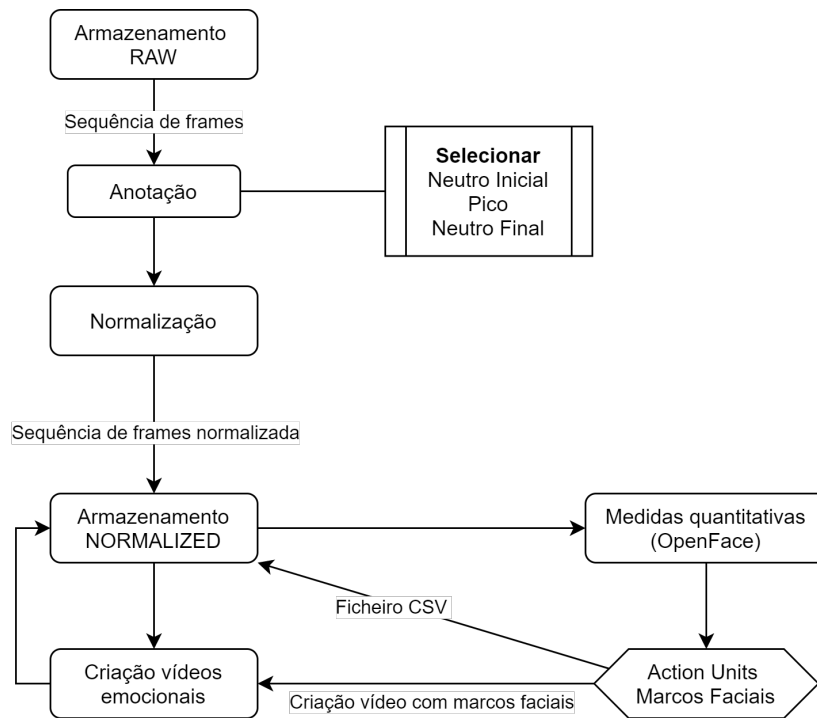 Armazenamento
RAW
Sequência de frames
Anotação
Selecionar
Neutro Inicial
Pico
Neutro Final
Normalização
Sequência de frames normalizada
Armazenamento
NORMALIZED
Medidas quantitativas
(OpenFace)
Ficheiro CSV
Criação vídeos
emocionais
Criação vídeo com marcos faciais
Action Units
Marcos Faciais